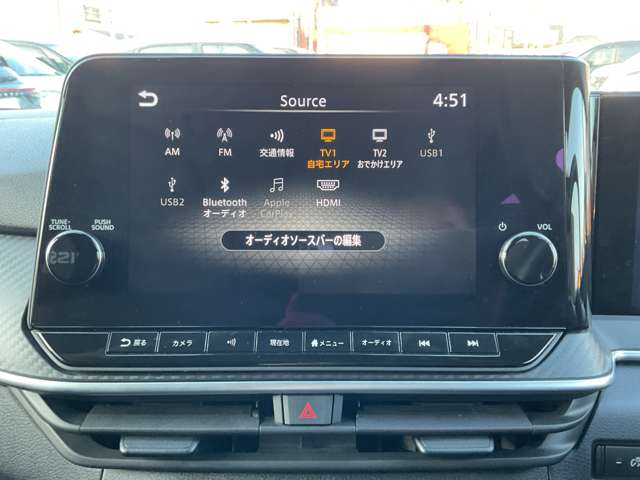 Source
4:51
AM
FM
交通情報
TV1
自宅エリア
TV2
おでかけエリア
USB1
USB2
Bluetooth
オーディオ
Apple
CarPlay
HDMI
オーディオソースバーの編集
TUNE·
SCROLL
PUSH
SOUND
VOL
戻る
カメラ
現在地
メニュー
オーディオ